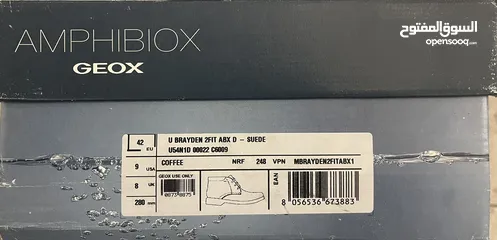 السوق المفتوح
opensooq.com
AMPHIBIOX
GEOX
42 EU
U BRAYDEN 2FIT ABX D – SUEDE
U54N1D 00022 C6009
9 USA
COFFEE NRF 248 VPN MBRAYDEN2FITABX1
8 UK
GEOX USE ONLY
280 mm
EAN
8 056536 673883